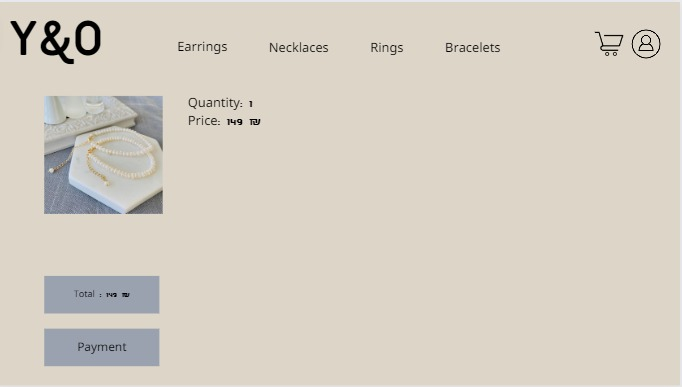 Y&O
Earrings Necklaces Rings Bracelets
Quantity: 1
Price: 149 ₪
Total : 149 ₪
Payment